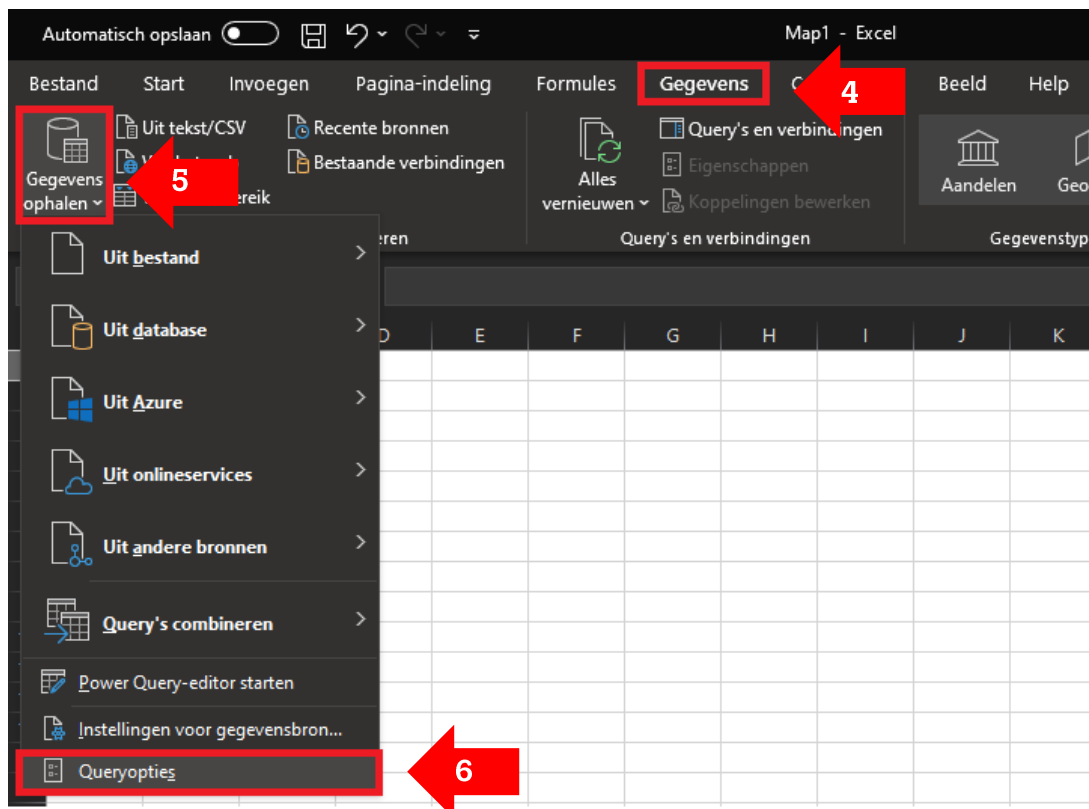 Automatisch opslaan
Map1 - Excel
Bestand Start Invoegen Pagina-indeling Formules Gegevens 4 Beeld Help
Uit tekst/CSV Recente bronnen
Bestaande verbindingen
5
Gegevens ophalen
Alles vernieuwen
Query's en verbindingen
Eigenschappen
Koppelingen bewerken
Aandelen
Query's en verbindingen
Uit bestand
Uit database
Uit Azure
Uit onlineservices
Uit andere bronnen
Query's combineren
Power Query-editor starten
Instellingen voor gegevensbron...
Queryopties
6
D E F G H I J K